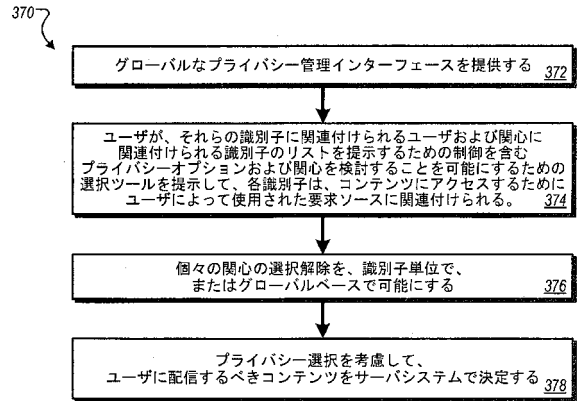 370
グローバルなプライバシー管理インターフェースを提供する
372
ユーザが、それらの識別子に関連付けられるユーザおよび関心に
関連付けられる識別子のリストを提示するための制御を含む
プライバシーオプションおよび関心を検討することを可能にするための
選択ツールを提示して、各識別子は、コンテンツにアクセスするために
ユーザによって使用された要求ソースに関連付けられる。
374
個々の関心の選択解除を、識別子単位で、
またはグローバルベースで可能にする
376
プライバシー選択を考慮して、
ユーザに配信するべきコンテンツをサーバシステムで決定する
378